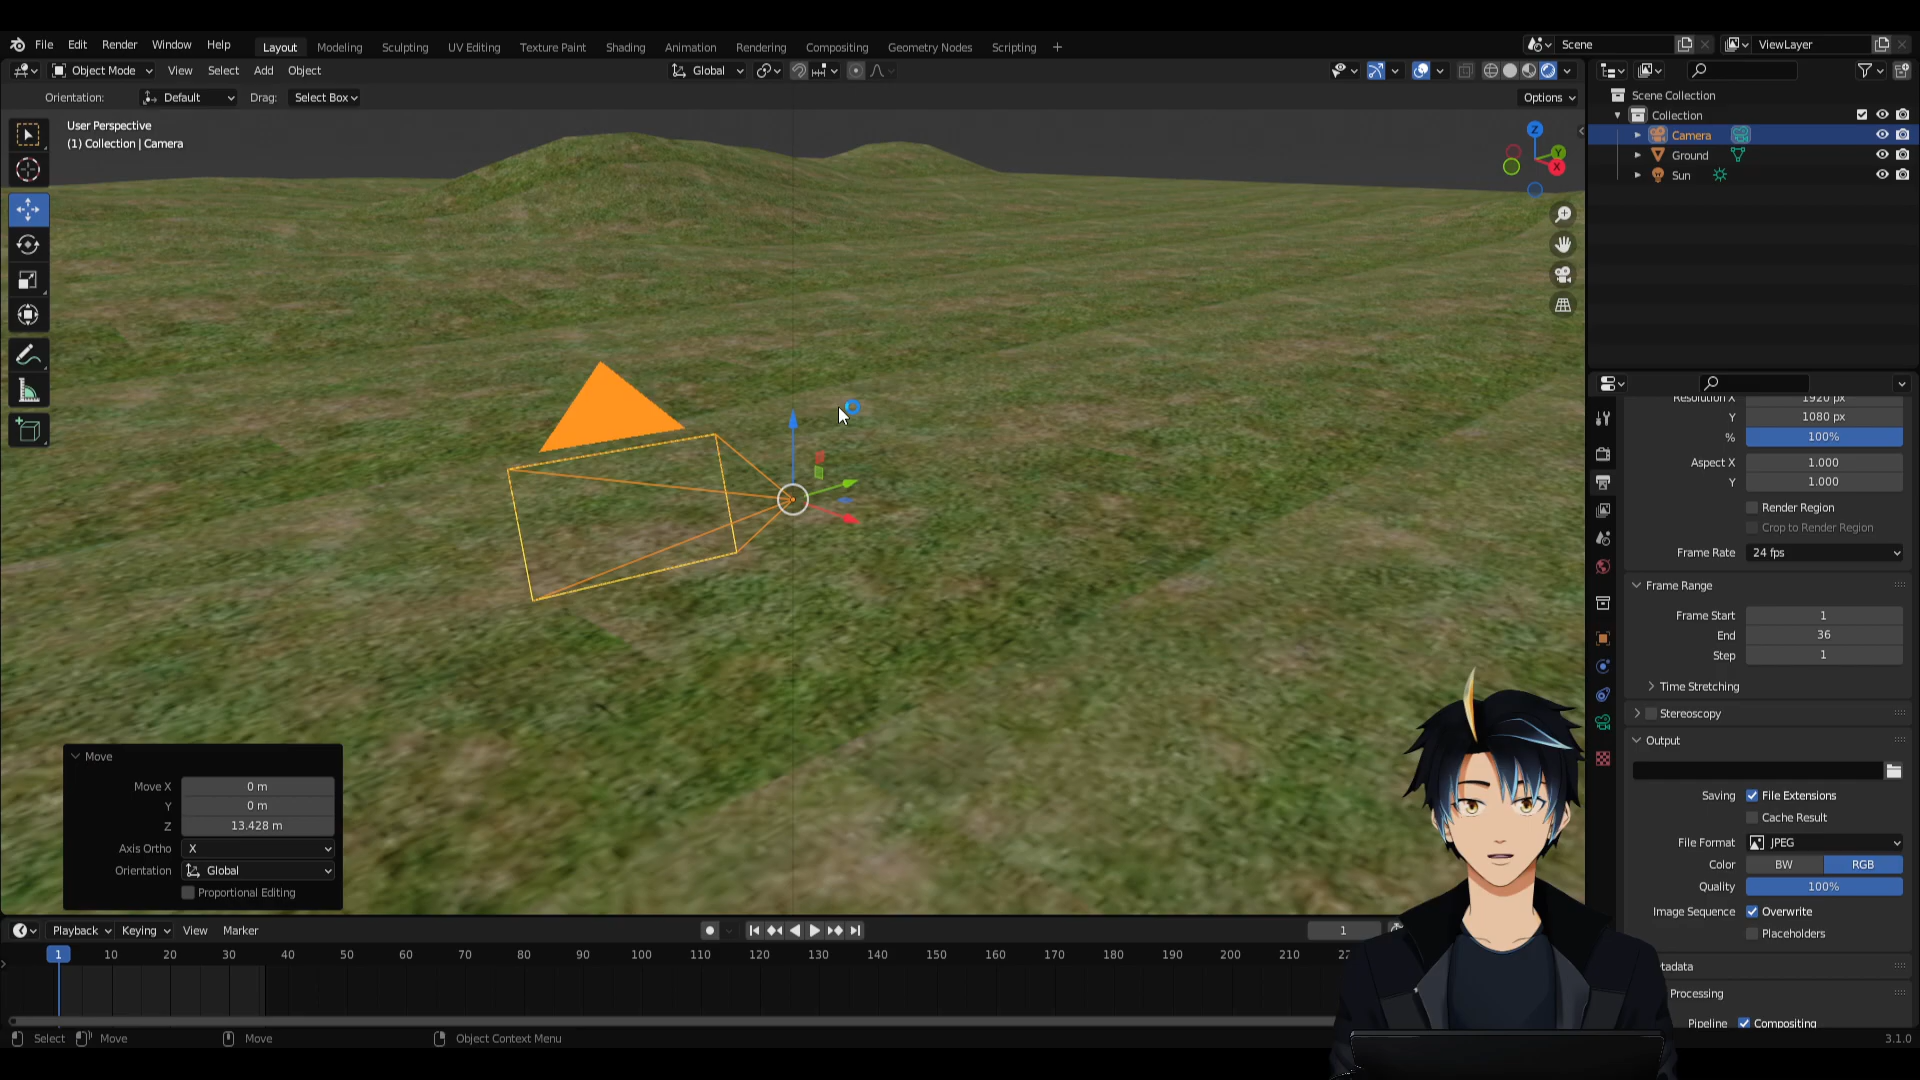 File Edit Render Window Help Layout Modeling Sculpting UV Editing Texture Paint Shading Animation Rendering Compositing Geometry Nodes Scripting + Scene ViewLayer
Object Mode View Select Add Object Global
Orientation: Default Drag: Select Box Options
User Perspective
(1) Collection | Camera
Z
Y
X
Scene Collection
Collection
Camera
Ground
Sun
Resolution X 1920 px
Y 1080 px
% 100%
Aspect X 1.000
Y 1.000
Render Region
Crop to Render Region
Frame Rate 24 fps
Frame Range
Frame Start 1
End 36
Step 1
Time Stretching
Stereoscopy
Output
Saving File Extensions
Cache Result
File Format JPEG
Color BW RGB
Quality 100%
Image Sequence Overwrite
Placeholders
etadata
Processing
Pipeline Compositing
Move
Move X 0 m
Y 0 m
Z 13.428 m
Axis Ortho X
Orientation Global
Proportional Editing
Playback Keying View Marker 1
1 10 20 30 40 50 60 70 80 90 100 110 120 130 140 150 160 170 180 190 200 210 22
Select Move Move Object Context Menu 3.1.0